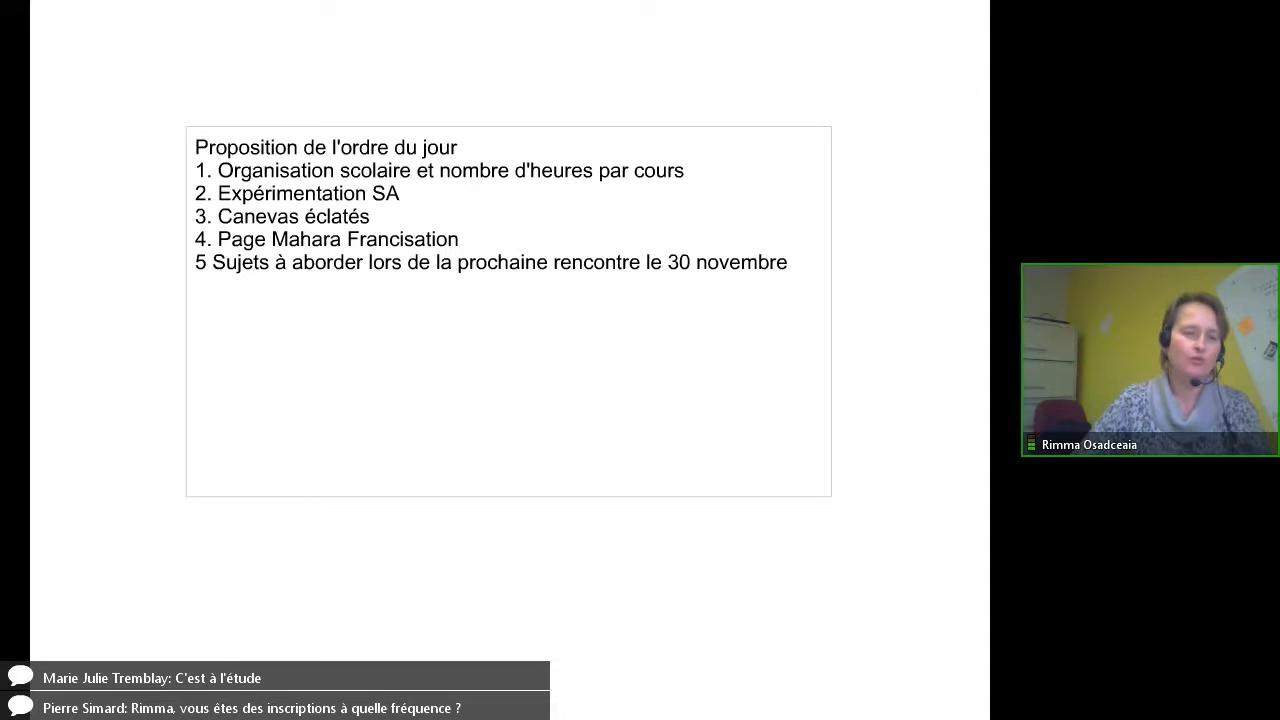 Proposition de l'ordre du jour
1. Organisation scolaire et nombre d'heures par cours
2. Expérimentation SA
3. Canevas éclatés
4. Page Mahara Francisation
5 Sujets à aborder lors de la prochaine rencontre le 30 novembre
Rimma Osadceaia
Marie Julie Tremblay: C'est à l'étude
Pierre Simard: Rimma, vous êtes des inscriptions à quelle fréquence ?